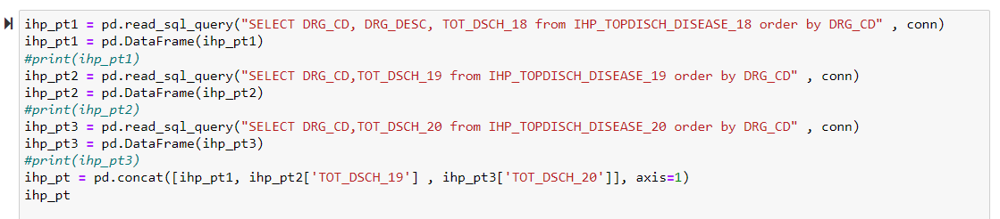 ihp_pt1 = pd.read_sql_query("SELECT DRG_CD, DRG_DESC, TOT_DSCH_18 from IHP_TOPDISCH_DISEASE_18 order by DRG_CD" , conn)
ihp_pt1 = pd.DataFrame(ihp_pt1)
#print(ihp_pt1)
ihp_pt2 = pd.read_sql_query("SELECT DRG_CD,TOT_DSCH_19 from IHP_TOPDISCH_DISEASE_19 order by DRG_CD" , conn)
ihp_pt2 = pd.DataFrame(ihp_pt2)
#print(ihp_pt2)
ihp_pt3 = pd.read_sql_query("SELECT DRG_CD,TOT_DSCH_20 from IHP_TOPDISCH_DISEASE_20 order by DRG_CD" , conn)
ihp_pt3 = pd.DataFrame(ihp_pt3)
#print(ihp_pt3)
ihp_pt = pd.concat([ihp_pt1, ihp_pt2['TOT_DSCH_19'] , ihp_pt3['TOT_DSCH_20']], axis=1)
ihp_pt